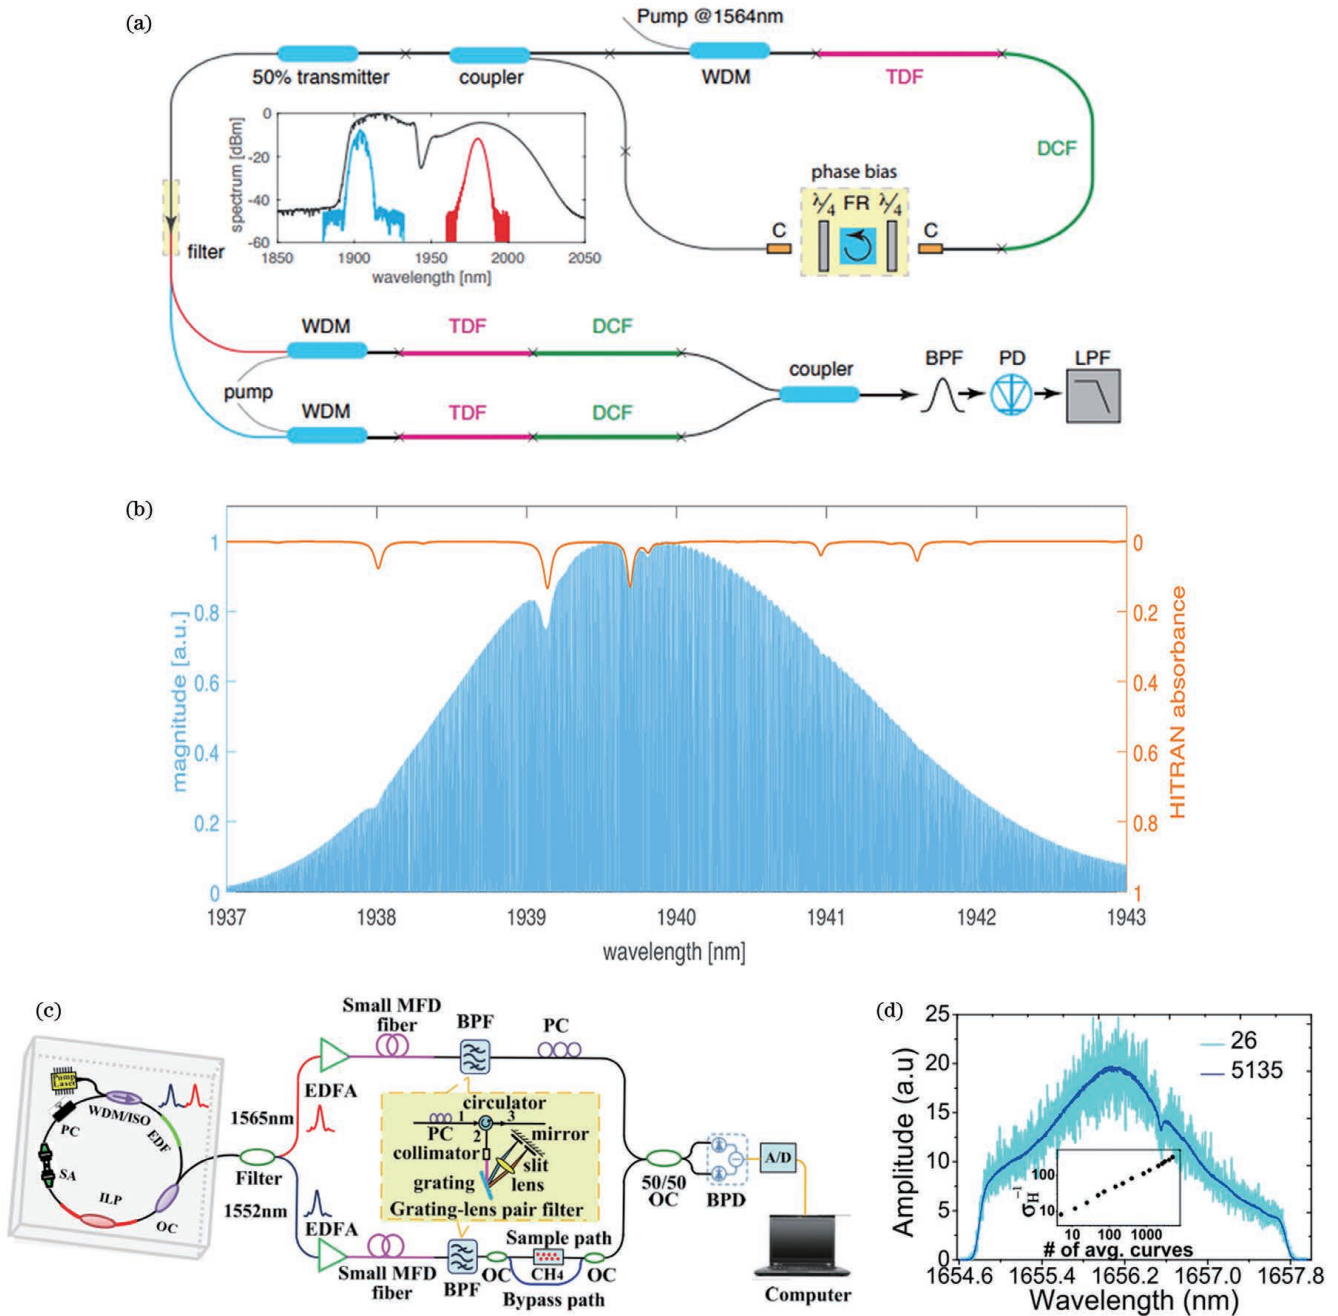 (a)
Pump @1564nm
50% transmitter
coupler
WDM
TDF
DCF
spectrum [dBm]
0
-20
-40
-60
1850
1900
1950
2000
2050
wavelength [nm]
filter
phase bias
λ/4 FR λ/4
C
C
WDM
TDF
DCF
pump
WDM
TDF
DCF
coupler
BPF
PD
LPF
(b)
magnitude [a.u.]
1
0.8
0.6
0.4
0.2
0
HITRAN absorbance
0
0.2
0.4
0.6
0.8
1
1937
1938
1939
1940
1941
1942
1943
wavelength [nm]
(c)
Pump
Laser
WDM/ISO
PC
EDF
SA
ILP
OC
Filter
1565nm
1552nm
EDFA
EDFA
Small MFD
fiber
BPF
PC
circulator
1
2
3
PC
collimator
mirror
slit
lens
grating
Grating-lens pair filter
Small MFD
fiber
BPF
OC
Sample path
CH4
Bypass path
OC
50/50
OC
BPD
A/D
Computer
(d)
Amplitude (a.u)
25
20
15
10
5
0
26
5135
σH⁻¹
100
10
10
100
1000
# of avg. curves
1654.6
1655.4
1656.2
1657.0
1657.8
Wavelength (nm)